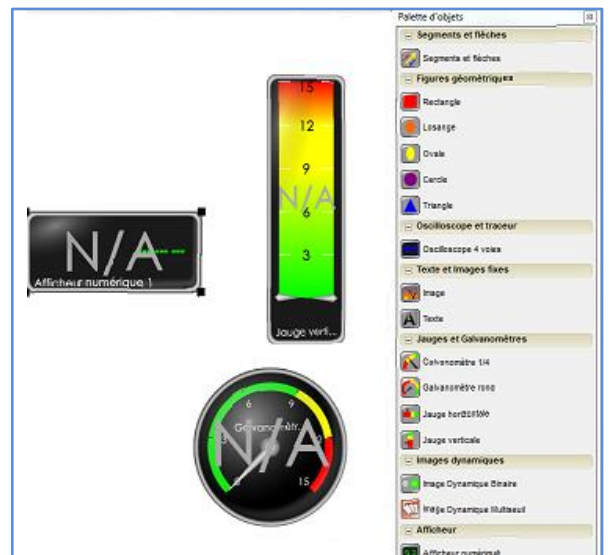 N/A
Afficheur numérique 1
15
12
9
N/A
6
3
Jauge verti...
6
9
Galvanomètr...
3
12
N/A
0
15
Palette d'objets
Segments et flèches
Segments et flèches
Figures géométriques
Rectangle
Losange
Ovale
Cercle
Triangle
Oscilloscope et traceur
Oscilloscope 4 voies
Texte et Images fixes
Image
Texte
Jauges et Galvanomètres
Galvanomètre 1/4
Galvanomètre rond
Jauge horizontale
Jauge verticale
Images dynamiques
Image Dynamique Binaire
Image Dynamique Multiseuil
Afficheur
Afficheur numérique